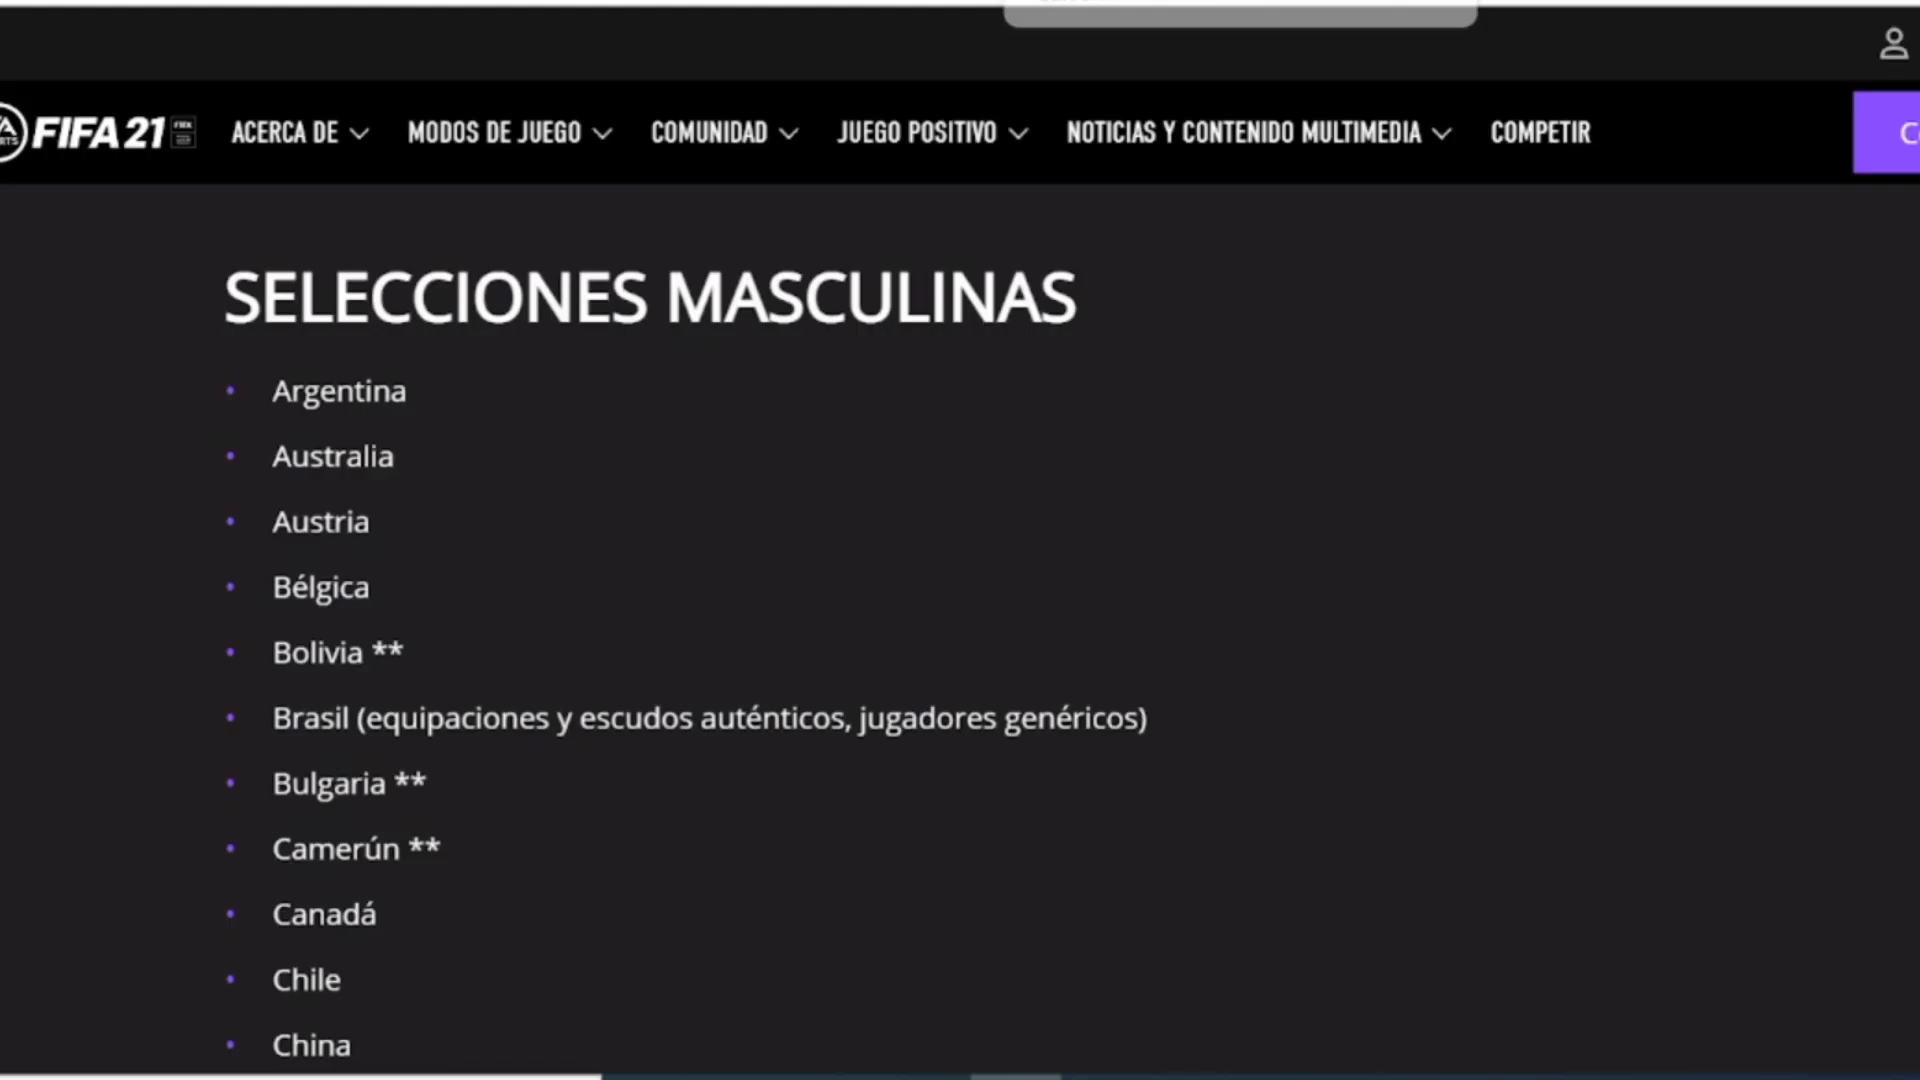 FIFA 21 ACERCA DE MODOS DE JUEGO COMUNIDAD JUEGO POSITIVO NOTICIAS Y CONTENIDO MULTIMEDIA COMPETIR
SELECCIONES MASCULINAS
• Argentina
• Australia
• Austria
• Bélgica
• Bolivia **
• Brasil (equipaciones y escudos auténticos, jugadores genéricos)
• Bulgaria **
• Camerún **
• Canadá
• Chile
• China